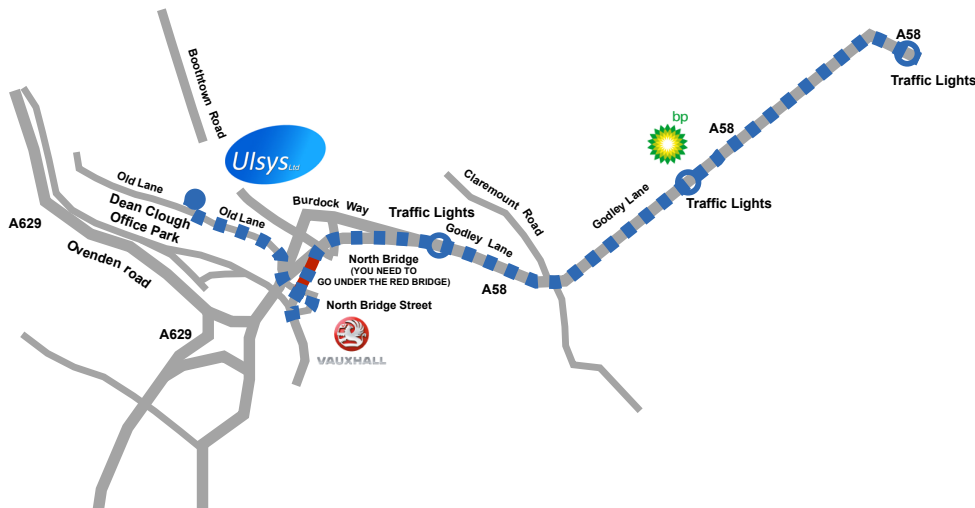 A58
Traffic Lights
bp
A58
Traffic Lights
Godley Lane
Boothtown Road
Ulsys Ltd
Claremount Road
Old Lane
Dean Clough
Office Park
Old Lane
Burdock Way
Traffic Lights
Godley Lane
A629
Ovenden road
North Bridge
(YOU NEED TO
GO UNDER THE RED BRIDGE)
A58
North Bridge Street
A629
VAUXHALL